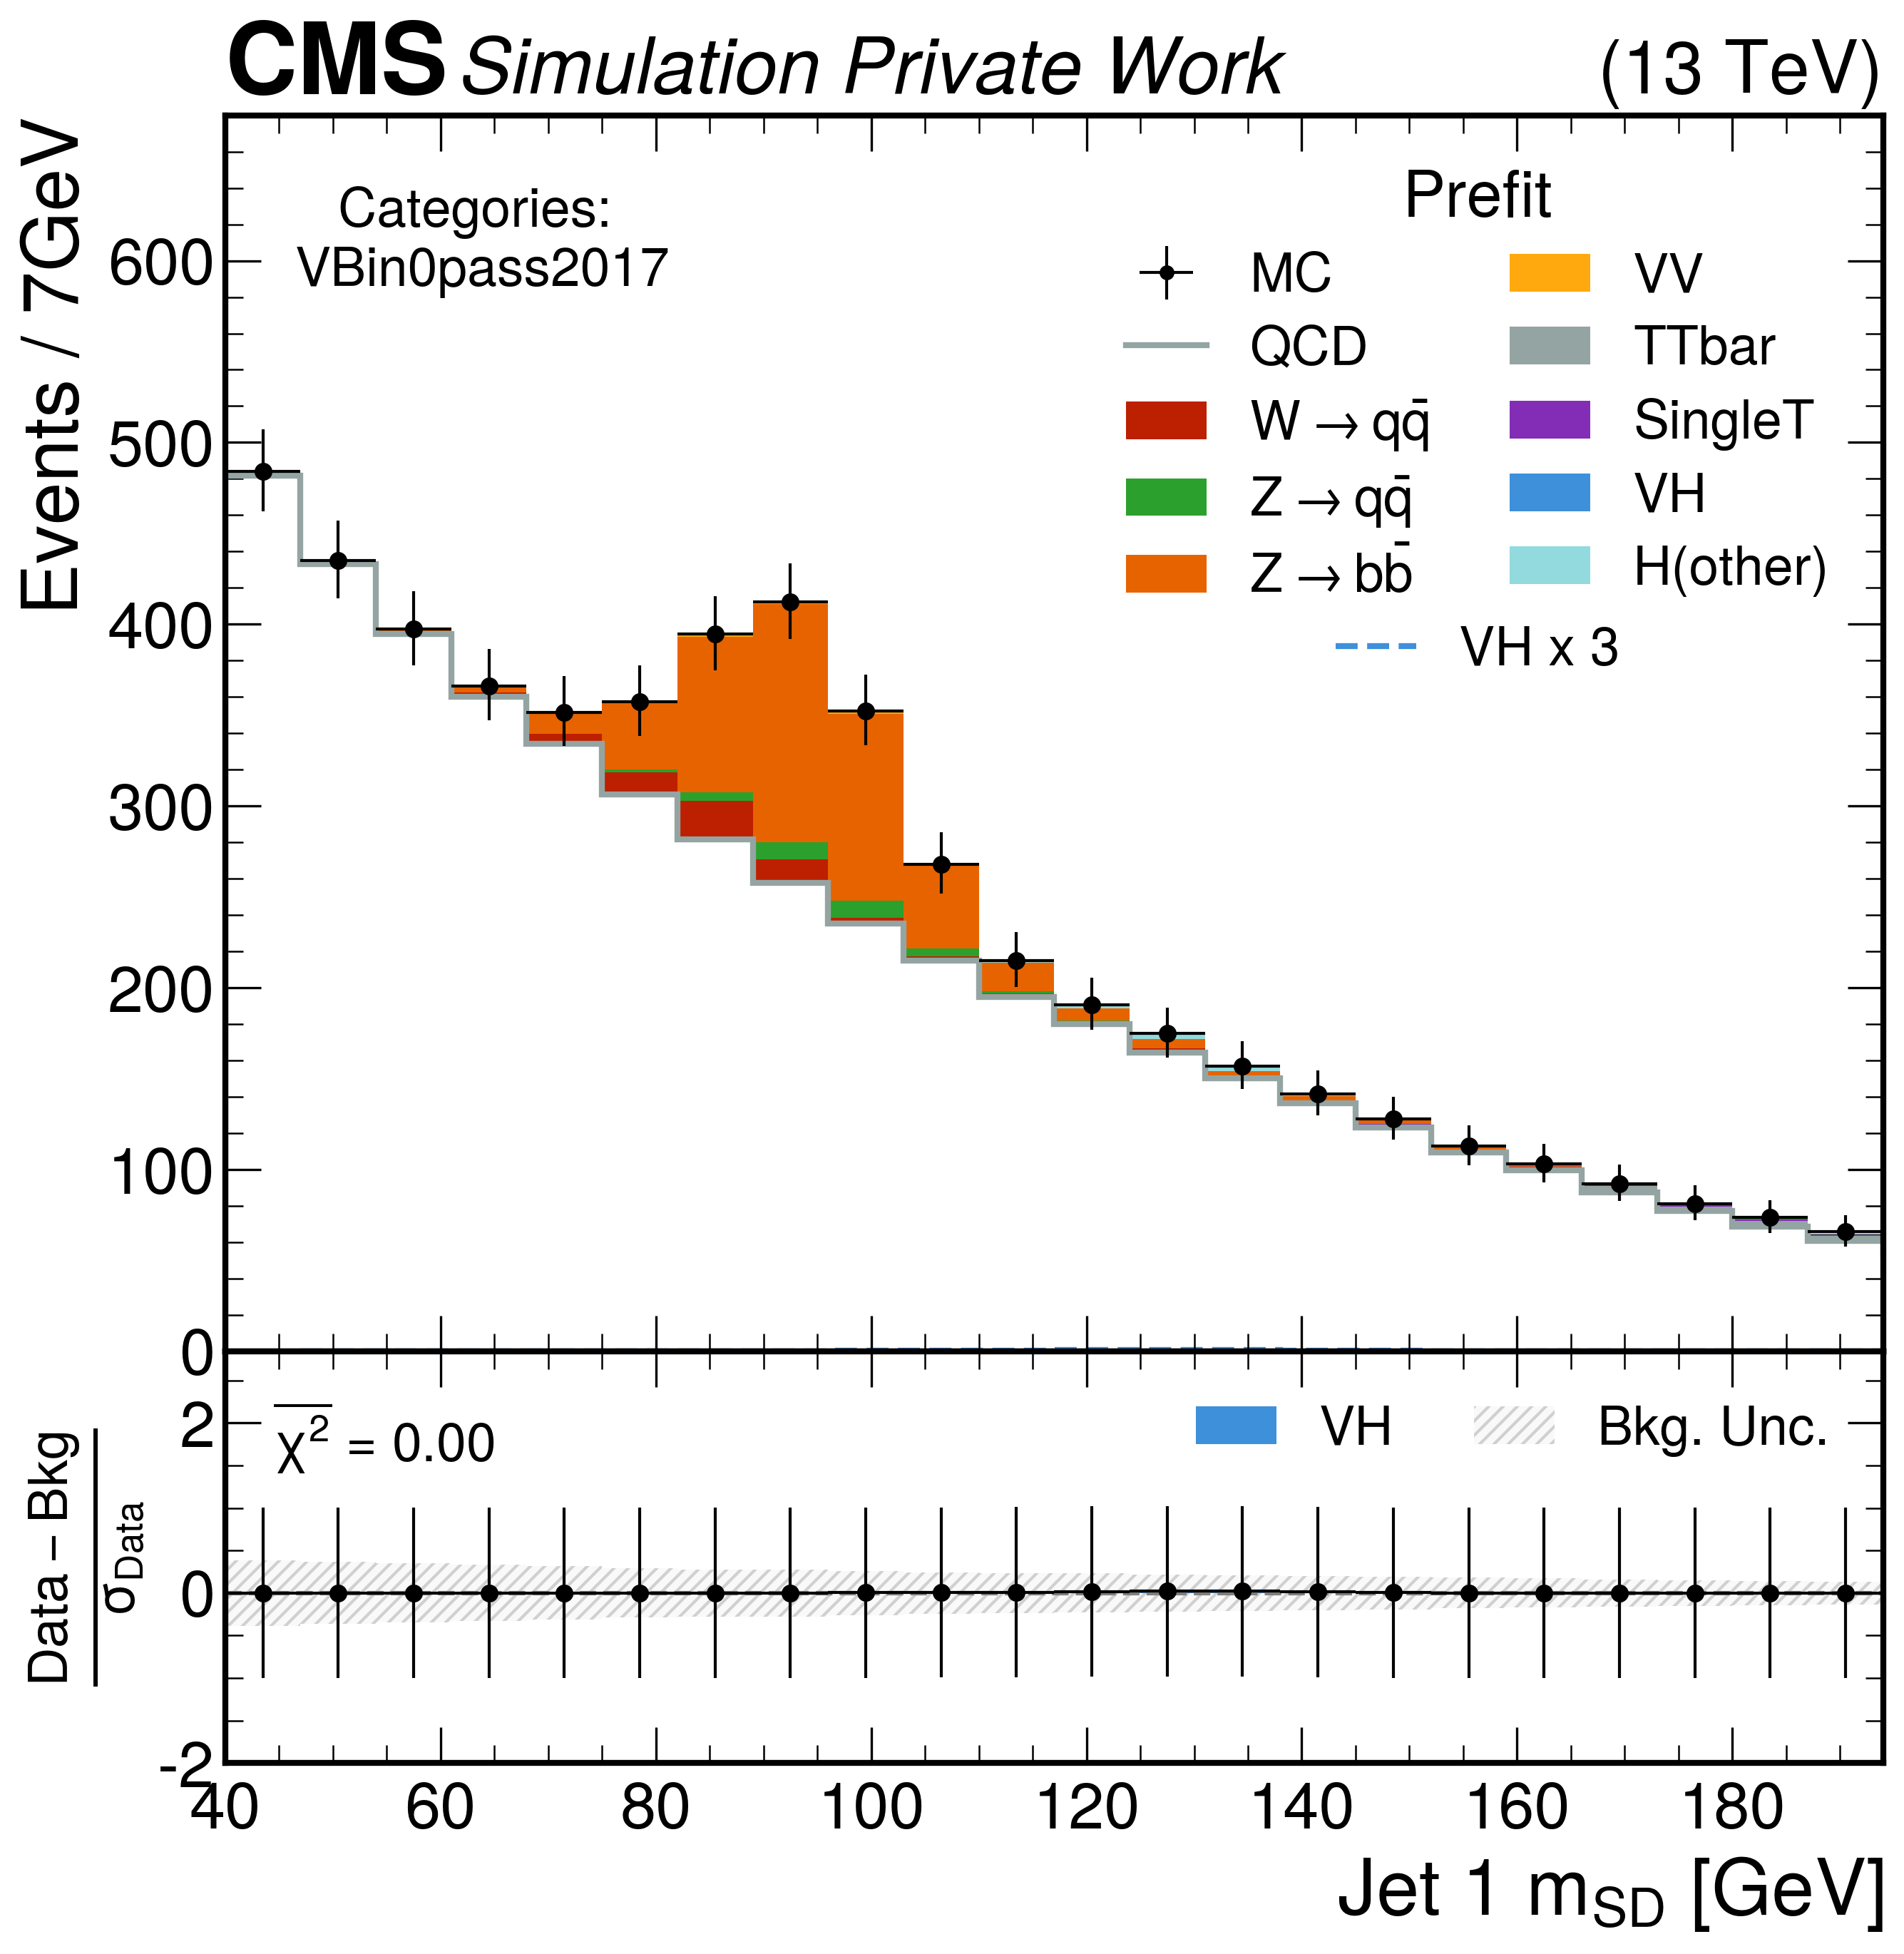 CMS Simulation Private Work (13 TeV)
Events / 7GeV
Categories:
VBin0pass2017
Prefit
MC
QCD
W → qq̄
Z → qq̄
Z → bb̄
VV
TTbar
SingleT
VH
H(other)
VH x 3
600
500
400
300
200
100
0
Data − Bkg
σData
χ² = 0.00
VH
Bkg. Unc.
2
0
-2
40 60 80 100 120 140 160 180
Jet 1 mSD [GeV]